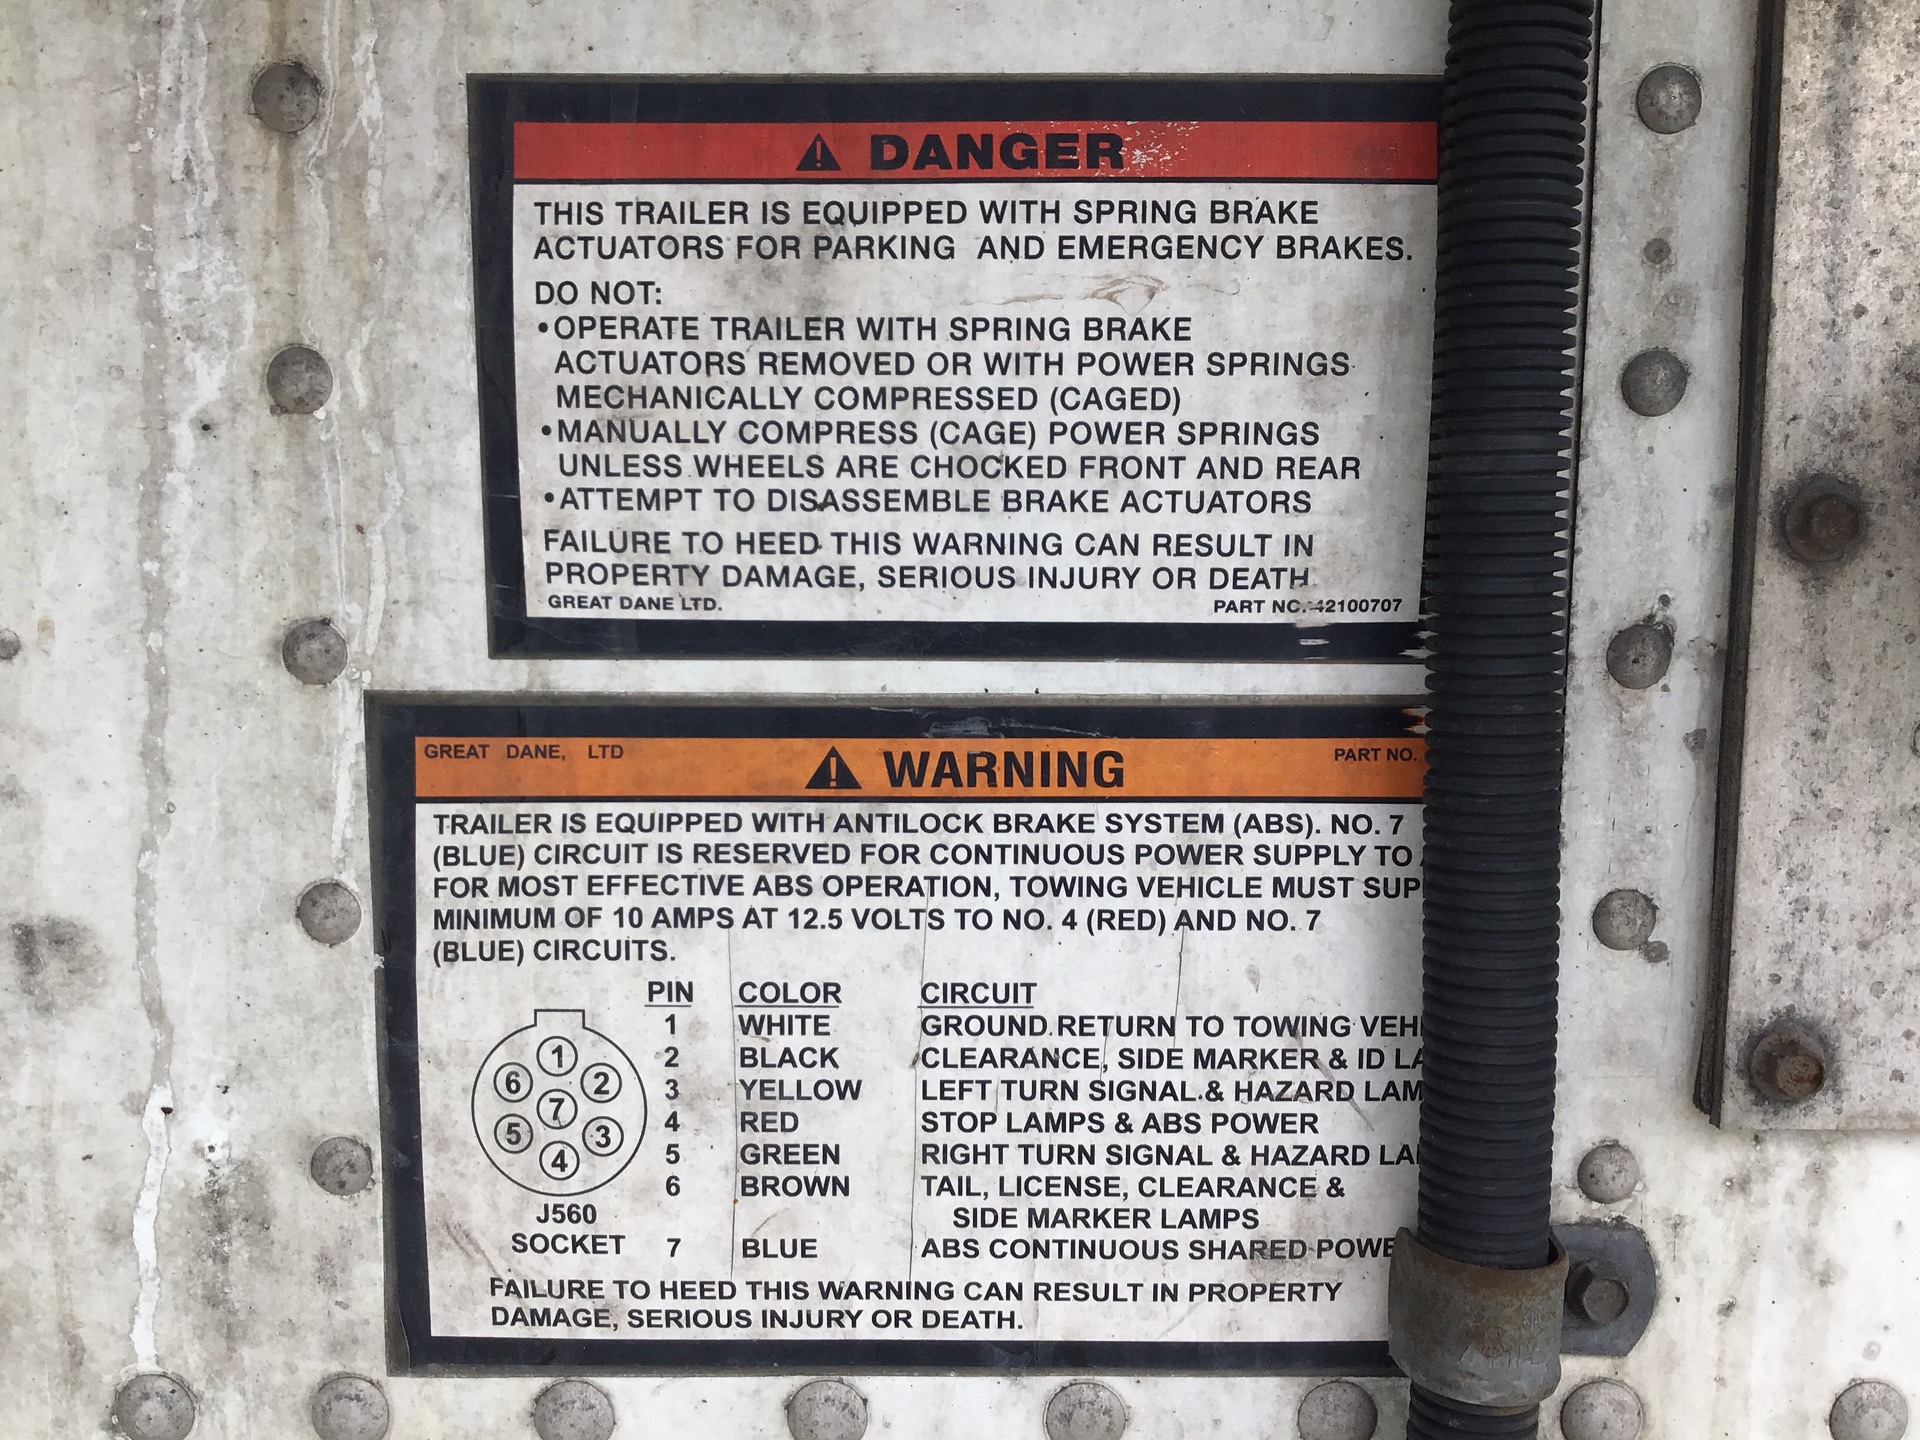 DANGER
THIS TRAILER IS EQUIPPED WITH SPRING BRAKE
ACTUATORS FOR PARKING AND EMERGENCY BRAKES.
DO NOT:
•OPERATE TRAILER WITH SPRING BRAKE
ACTUATORS REMOVED OR WITH POWER SPRINGS
MECHANICALLY COMPRESSED (CAGED)
•MANUALLY COMPRESS (CAGE) POWER SPRINGS
UNLESS WHEELS ARE CHOCKED FRONT AND REAR
•ATTEMPT TO DISASSEMBLE BRAKE ACTUATORS
FAILURE TO HEED THIS WARNING CAN RESULT IN
PROPERTY DAMAGE, SERIOUS INJURY OR DEATH
GREAT DANE LTD. PART NO. 42100707
GREAT DANE, LTD WARNING PART NO.
TRAILER IS EQUIPPED WITH ANTILOCK BRAKE SYSTEM (ABS). NO. 7
(BLUE) CIRCUIT IS RESERVED FOR CONTINUOUS POWER SUPPLY TO
FOR MOST EFFECTIVE ABS OPERATION, TOWING VEHICLE MUST SUP
MINIMUM OF 10 AMPS AT 12.5 VOLTS TO NO. 4 (RED) AND NO. 7
(BLUE) CIRCUITS.
PIN COLOR CIRCUIT
1 WHITE GROUND RETURN TO TOWING VEHI
2 BLACK CLEARANCE, SIDE MARKER & ID LA
3 YELLOW LEFT TURN SIGNAL & HAZARD LAM
4 RED STOP LAMPS & ABS POWER
5 GREEN RIGHT TURN SIGNAL & HAZARD LA
6 BROWN TAIL, LICENSE, CLEARANCE &
SIDE MARKER LAMPS
7 BLUE ABS CONTINUOUS SHARED POWE
1
6 2
7
5 3
4
J560
SOCKET
FAILURE TO HEED THIS WARNING CAN RESULT IN PROPERTY
DAMAGE, SERIOUS INJURY OR DEATH.